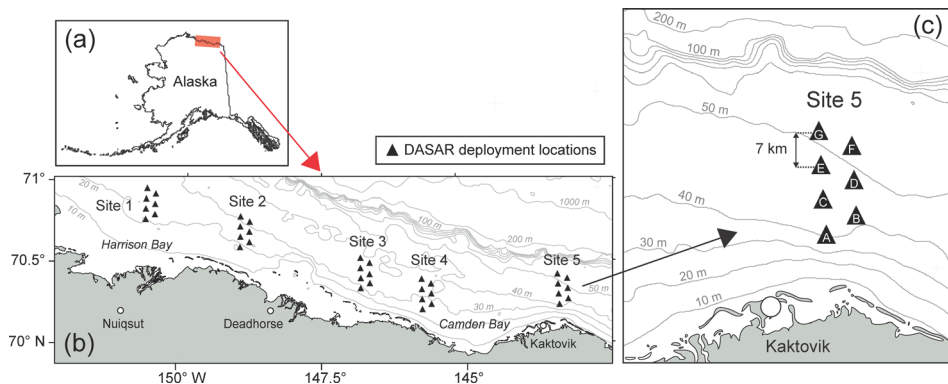 (a)
Alaska
▲ DASAR deployment locations
71°
70.5°
70° N
150° W
147.5°
145°
20 m
10 m
Site 1
Site 2
Site 3
Site 4
Site 5
100 m
1000 m
200 m
50 m
40 m
30 m
Harrison Bay
Camden Bay
Nuiqsut
Deadhorse
Kaktovik
(b)
(c)
200 m
100 m
50 m
Site 5
7 km
G
F
E
D
C
B
A
40 m
30 m
20 m
10 m
Kaktovik